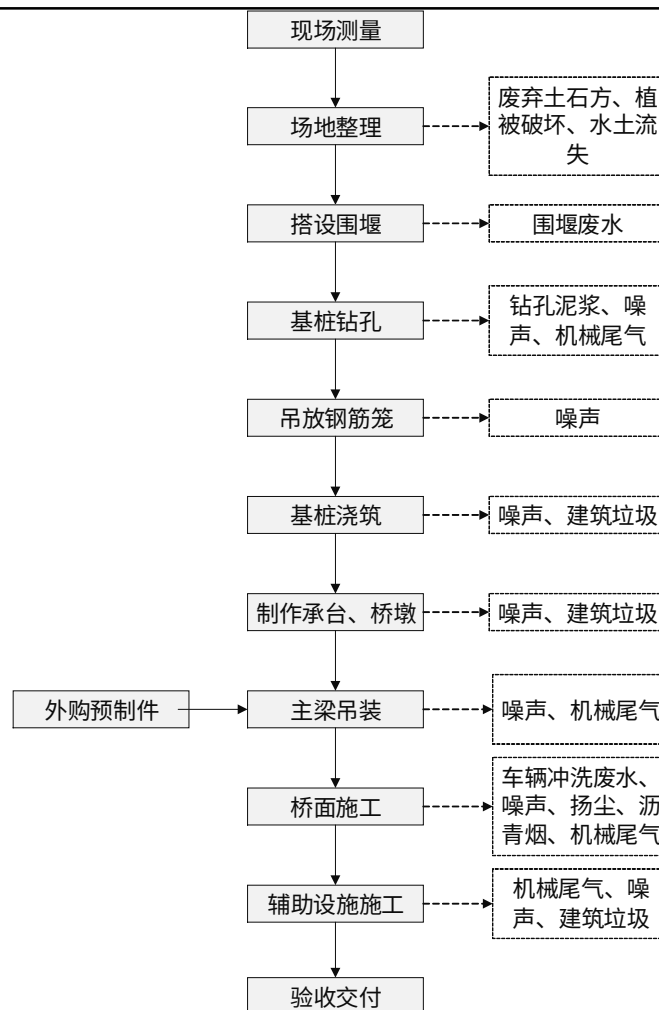 现场测量
场地整理
废弃土石方、植
被破坏、水土流
失
搭设围堰
围堰废水
基桩钻孔
钻孔泥浆、噪
声、机械尾气
吊放钢筋笼
噪声
基桩浇筑
噪声、建筑垃圾
制作承台、桥墩
噪声、建筑垃圾
外购预制件
主梁吊装
噪声、机械尾气
桥面施工
车辆冲洗废水、
噪声、扬尘、沥
青烟、机械尾气
辅助设施施工
机械尾气、噪
声、建筑垃圾
验收交付